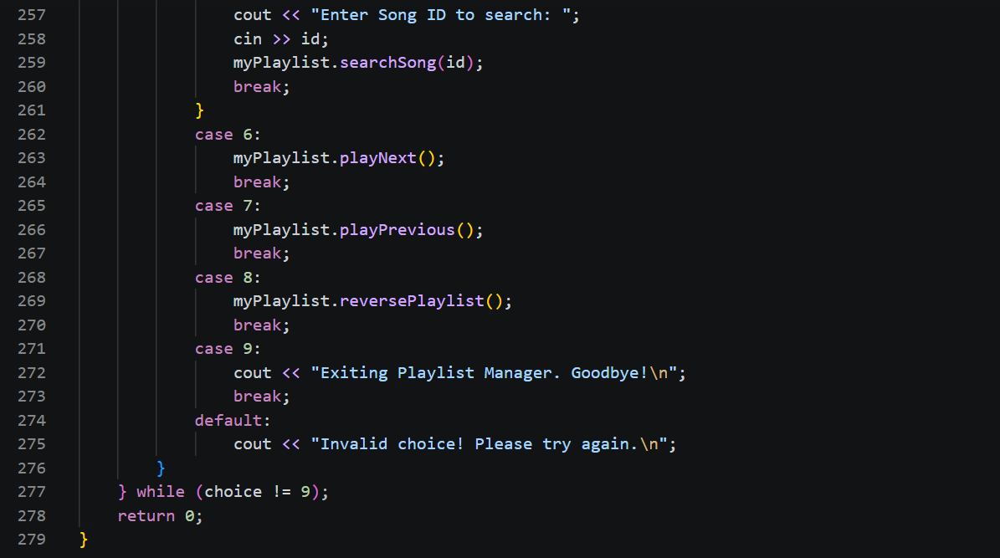 257 cout << "Enter Song ID to search: ";
258 cin >> id;
259 myPlaylist.searchSong(id);
260 break;
261 }
262 case 6:
263 myPlaylist.playNext();
264 break;
265 case 7:
266 myPlaylist.playPrevious();
267 break;
268 case 8:
269 myPlaylist.reversePlaylist();
270 break;
271 case 9:
272 cout << "Exiting Playlist Manager. Goodbye!\n";
273 break;
274 default:
275 cout << "Invalid choice! Please try again.\n";
276 }
277 } while (choice != 9);
278 return 0;
279 }